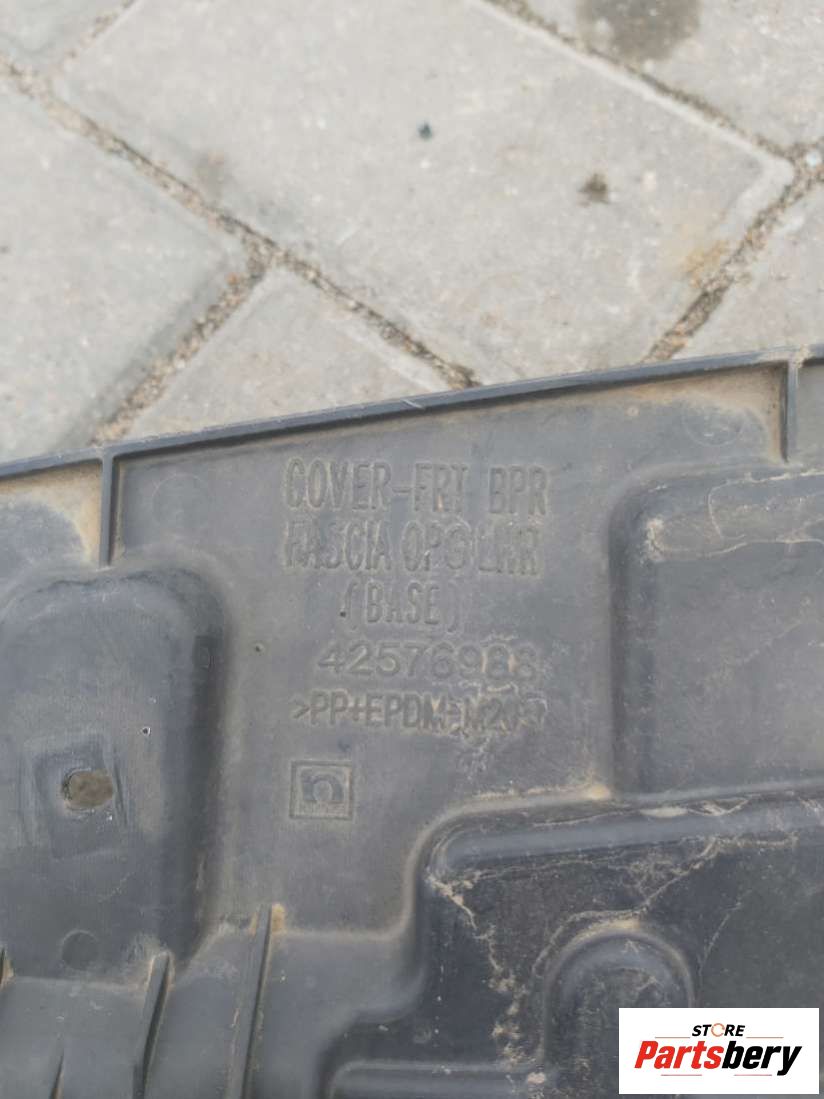 COVER-FRT BPR
FASCIA OPG LWR
(BASE)
42576988
>PP+EPDM-M20<
n
STORE
Partsbery